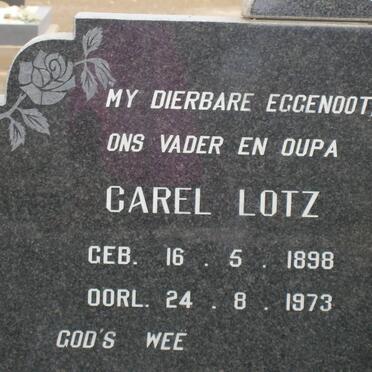 MY DIERBARE EGGENOOT,
ONS VADER EN OUPA
CAREL LOTZ
GEB. 16 . 5 . 1898
OORL. 24 . 8 . 1973
GOD'S WEE